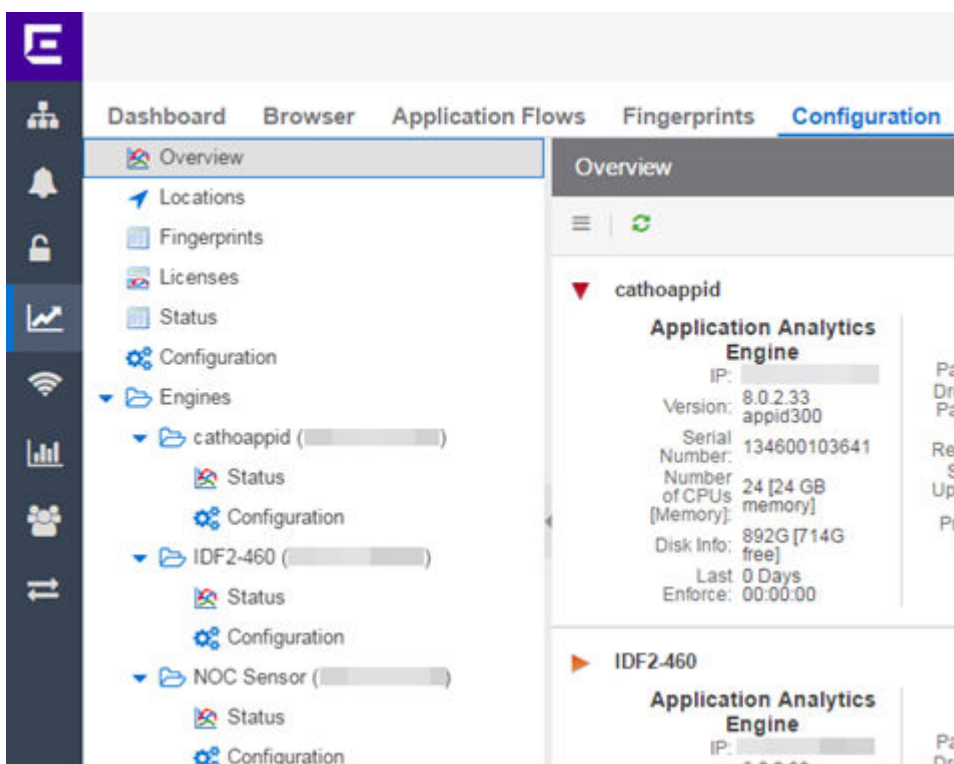 Dashboard Browser Application Flows Fingerprints Configuration
Overview
Locations
Fingerprints
Licenses
Status
Configuration
Engines
cathoappid ( )
Status
Configuration
IDF2-460 ( )
Status
Configuration
NOC Sensor ( )
Status
Configuration
Overview
cathoappid
Application Analytics
Engine
IP:
Version: 8.0.2.33
appid300
Serial
Number: 134600103641
Number
of CPUs
[Memory]: 24 [24 GB
memory]
Disk Info: 892G [714G
free]
Last
Enforce: 0 Days
00:00:00
IDF2-460
Application Analytics
Engine
IP: